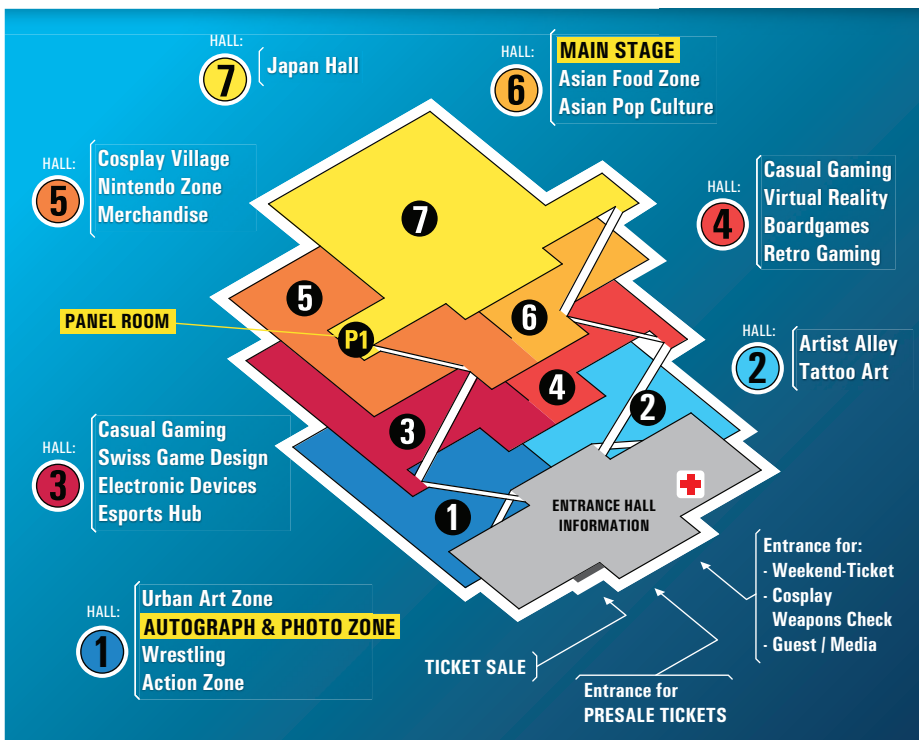 HALL:
7
Japan Hall
HALL:
6
MAIN STAGE
Asian Food Zone
Asian Pop Culture
HALL:
5
Cosplay Village
Nintendo Zone
Merchandise
HALL:
4
Casual Gaming
Virtual Reality
Boardgames
Retro Gaming
7
5
6
PANEL ROOM
P1
4
2
3
HALL:
2
Artist Alley
Tattoo Art
HALL:
3
Casual Gaming
Swiss Game Design
Electronic Devices
Esports Hub
1
ENTRANCE HALL
INFORMATION
Entrance for:
- Weekend-Ticket
- Cosplay
Weapons Check
- Guest / Media
HALL:
1
Urban Art Zone
AUTOGRAPH & PHOTO ZONE
Wrestling
Action Zone
TICKET SALE
Entrance for
PRESALE TICKETS